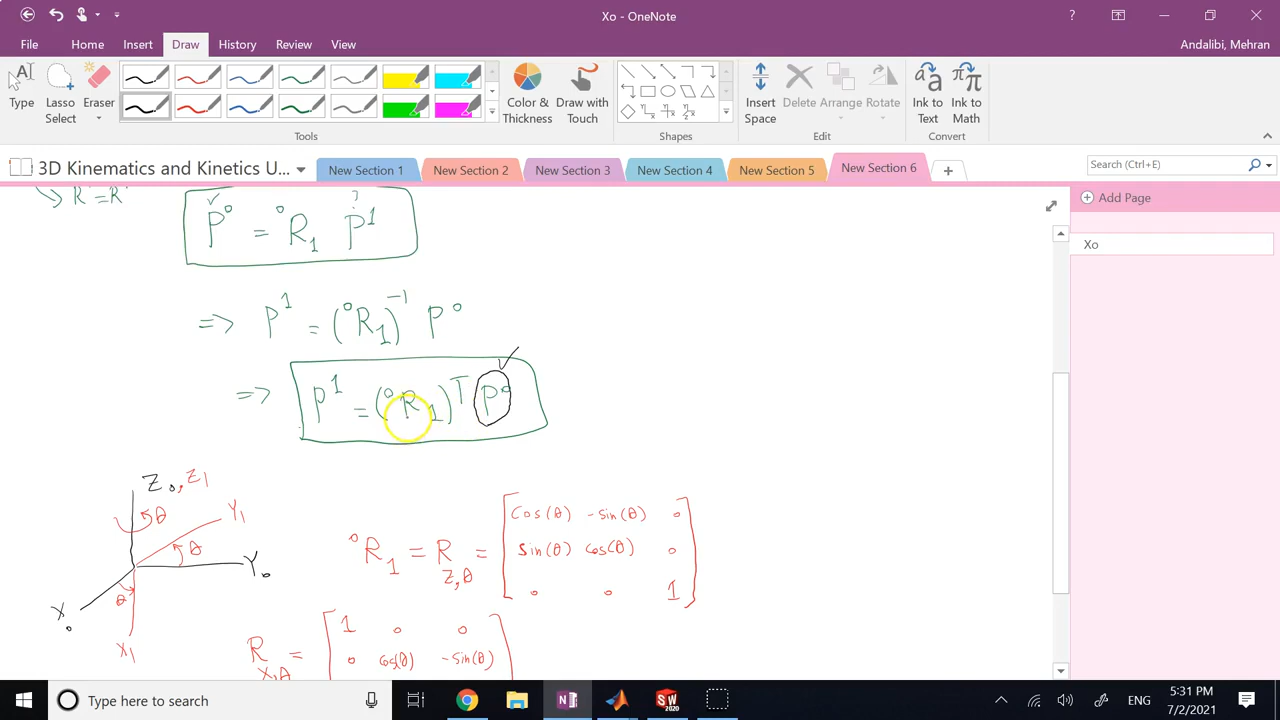 Xo - OneNote
?
Andalibi, Mehran
File Home Insert Draw History Review View
Type
Lasso Select
Eraser
Color & Thickness
Draw with Touch
Insert Space
Delete
Arrange
Rotate
Ink to Text
Ink to Math
Tools
Shapes
Edit
Convert
3D Kinematics and Kinetics U...
New Section 1
New Section 2
New Section 3
New Section 4
New Section 5
New Section 6
Search (Ctrl+E)
Add Page
Xo
?
P⁰ = ⁰R₁ P¹
=> P¹ = (⁰R₁)⁻¹ P⁰
=> P¹ = (⁰R₁)ᵀ P⁰
Z₀, Z₁
θ
Y₁
θ
Y₀
X₀
θ
X₁
⁰R₁ = R z,θ =
cos(θ) -sin(θ) 0
sin(θ) cos(θ) 0
0 0 1
R x,θ =
1 0 0
0 cos(θ) -sin(θ)
Type here to search
ENG
5:31 PM
7/2/2021